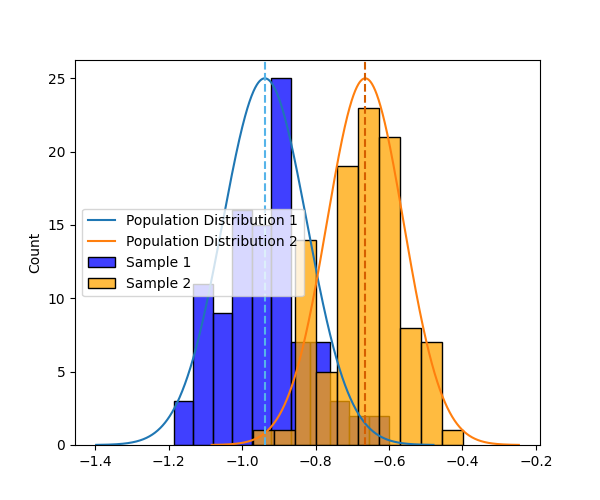 25
20
15
10
5
0
Count
Population Distribution 1
Population Distribution 2
Sample 1
Sample 2
−1.4 −1.2 −1.0 −0.8 −0.6 −0.4 −0.2